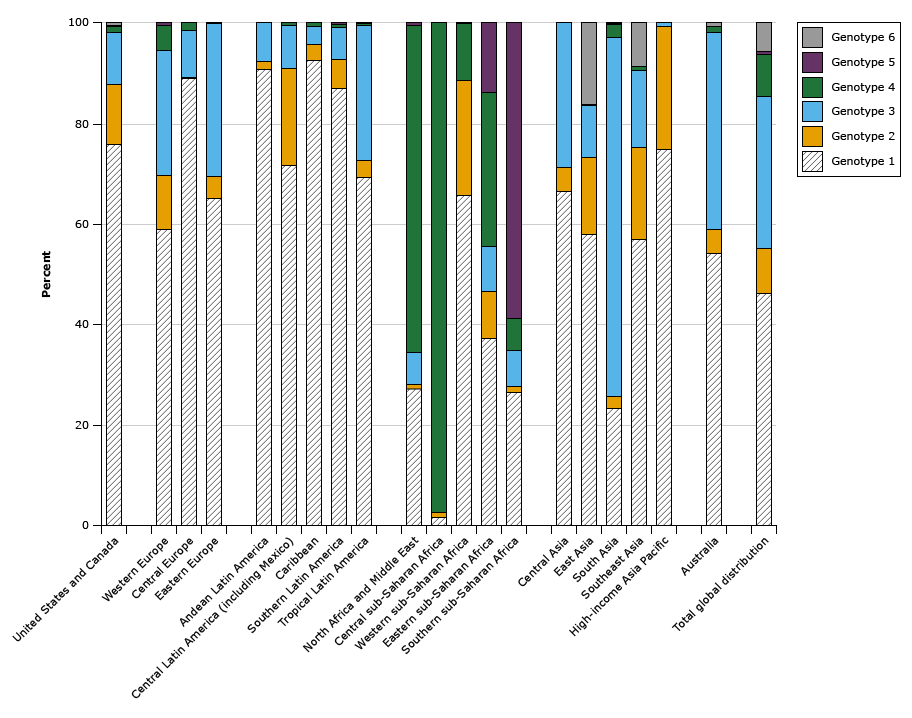 100
80
60
40
20
0
Percent
Genotype 6
Genotype 5
Genotype 4
Genotype 3
Genotype 2
Genotype 1
United States and Canada
Western Europe
Central Europe
Eastern Europe
Andean Latin America
Central Latin America (including Mexico)
Caribbean
Southern Latin America
Tropical Latin America
North Africa and Middle East
Central sub-Saharan Africa
Western sub-Saharan Africa
Eastern sub-Saharan Africa
Southern sub-Saharan Africa
Central Asia
East Asia
South Asia
Southeast Asia
High-income Asia Pacific
Australia
Total global distribution